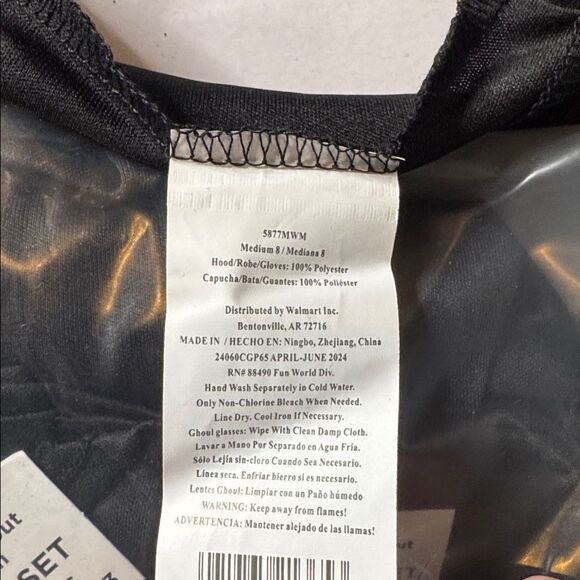 5877MWM
Medium 8 / Mediana 8
Hood/Robe/Gloves: 100% Polyester
Capucha/Bata/Guantes: 100% Poliéster
Distributed by Walmart Inc.
Bentonville, AR 72716
MADE IN / HECHO EN: Ningbo, Zhejiang, China
24060CGP65 APRIL-JUNE 2024
RN# 88490 Fun World Div.
Hand Wash Separately in Cold Water.
Only Non-Chlorine Bleach When Needed.
Line Dry. Cool Iron If Necessary.
Ghoul glasses: Wipe With Clean Damp Cloth.
Lavar a Mano Por Separado en Agua Fría.
Sólo Lejía sin-cloro Cuando Sea Necesario.
Línea seca. Enfriar hierro si es necesario.
Lentes Ghoul: Limpiar con un Paño húmedo
WARNING: Keep away from flames!
ADVERTENCIA: Mantener alejado de las llamas!
out
SET
out